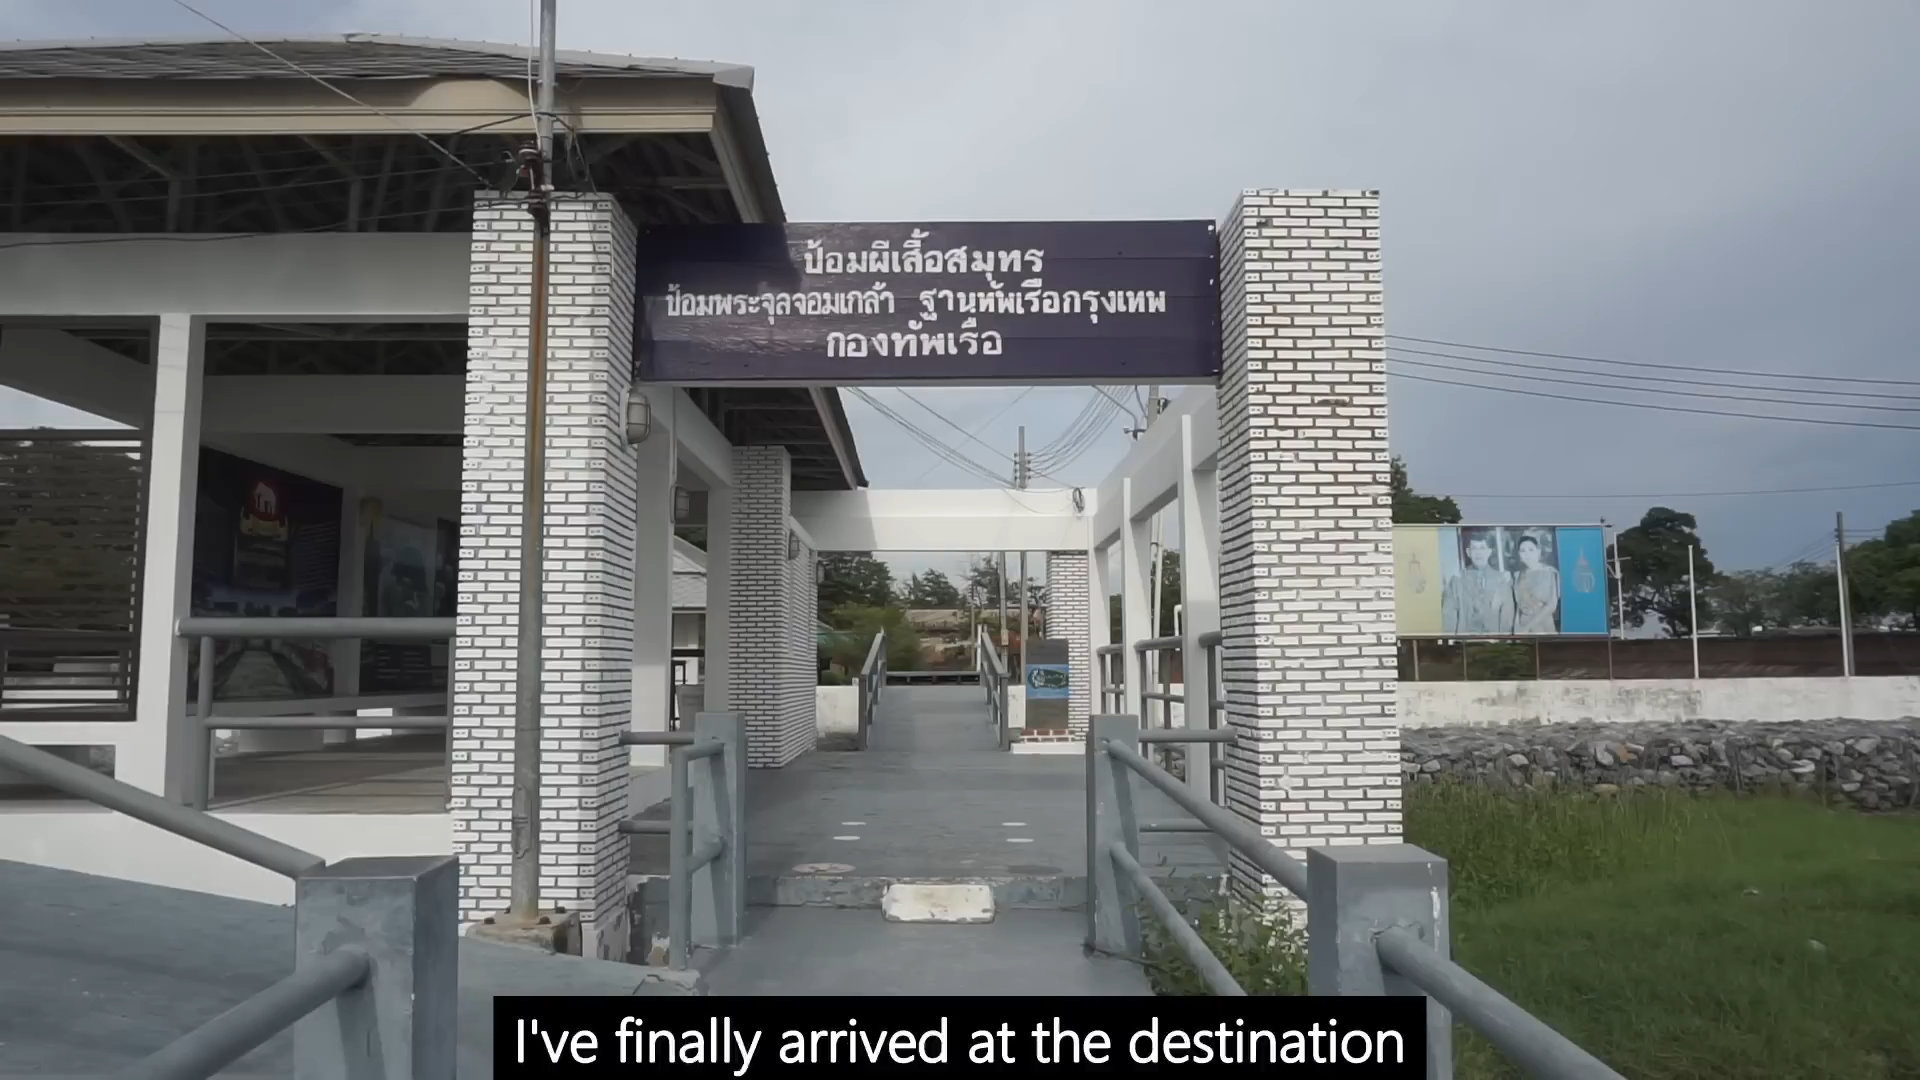 ป้อมผีเสื้อสมุทร
ป้อมพระจุลจอมเกล้า ฐานทัพเรือกรุงเทพ
กองทัพเรือ
I've finally arrived at the destination